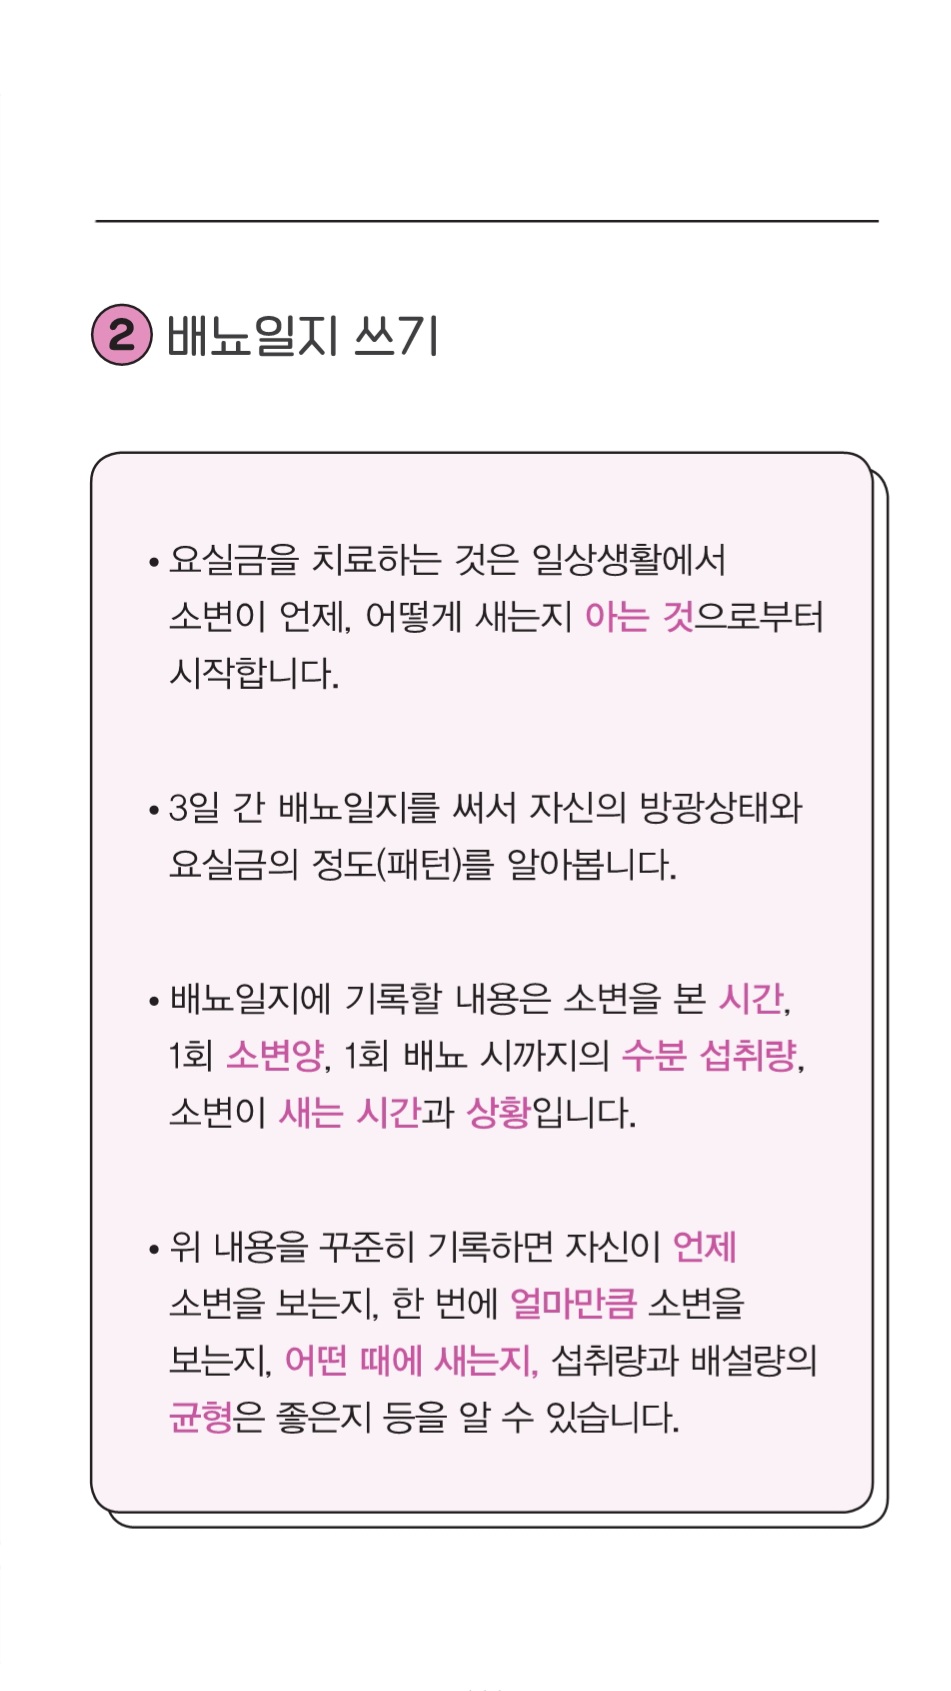 2 배뇨일지 쓰기
• 요실금을 치료하는 것은 일상생활에서
소변이 언제, 어떻게 새는지 아는 것으로부터
시작합니다.
• 3일 간 배뇨일지를 써서 자신의 방광상태와
요실금의 정도(패턴)를 알아봅니다.
• 배뇨일지에 기록할 내용은 소변을 본 시간,
1회 소변양, 1회 배뇨 시까지의 수분 섭취량,
소변이 새는 시간과 상황입니다.
• 위 내용을 꾸준히 기록하면 자신이 언제
소변을 보는지, 한 번에 얼마만큼 소변을
보는지, 어떤 때에 새는지, 섭취량과 배설량의
균형은 좋은지 등을 알 수 있습니다.